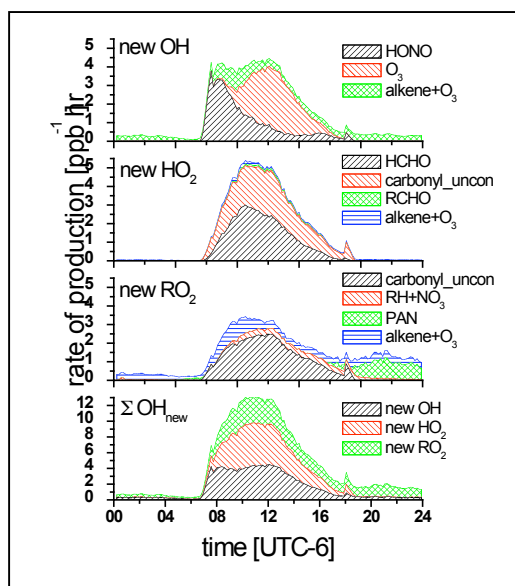 rate of production [ppb hr⁻¹]
new OH
HONO
O₃
alkene+O₃
5
4
3
2
1
0
new HO₂
HCHO
carbonyl_uncon
RCHO
alkene+O₃
5
4
3
2
1
0
new RO₂
carbonyl_uncon
RH+NO₃
PAN
alkene+O₃
5
4
3
2
1
0
Σ OHnew
new OH
new HO₂
new RO₂
12
10
8
6
4
2
0
00 04 08 12 16 20 24
time [UTC-6]